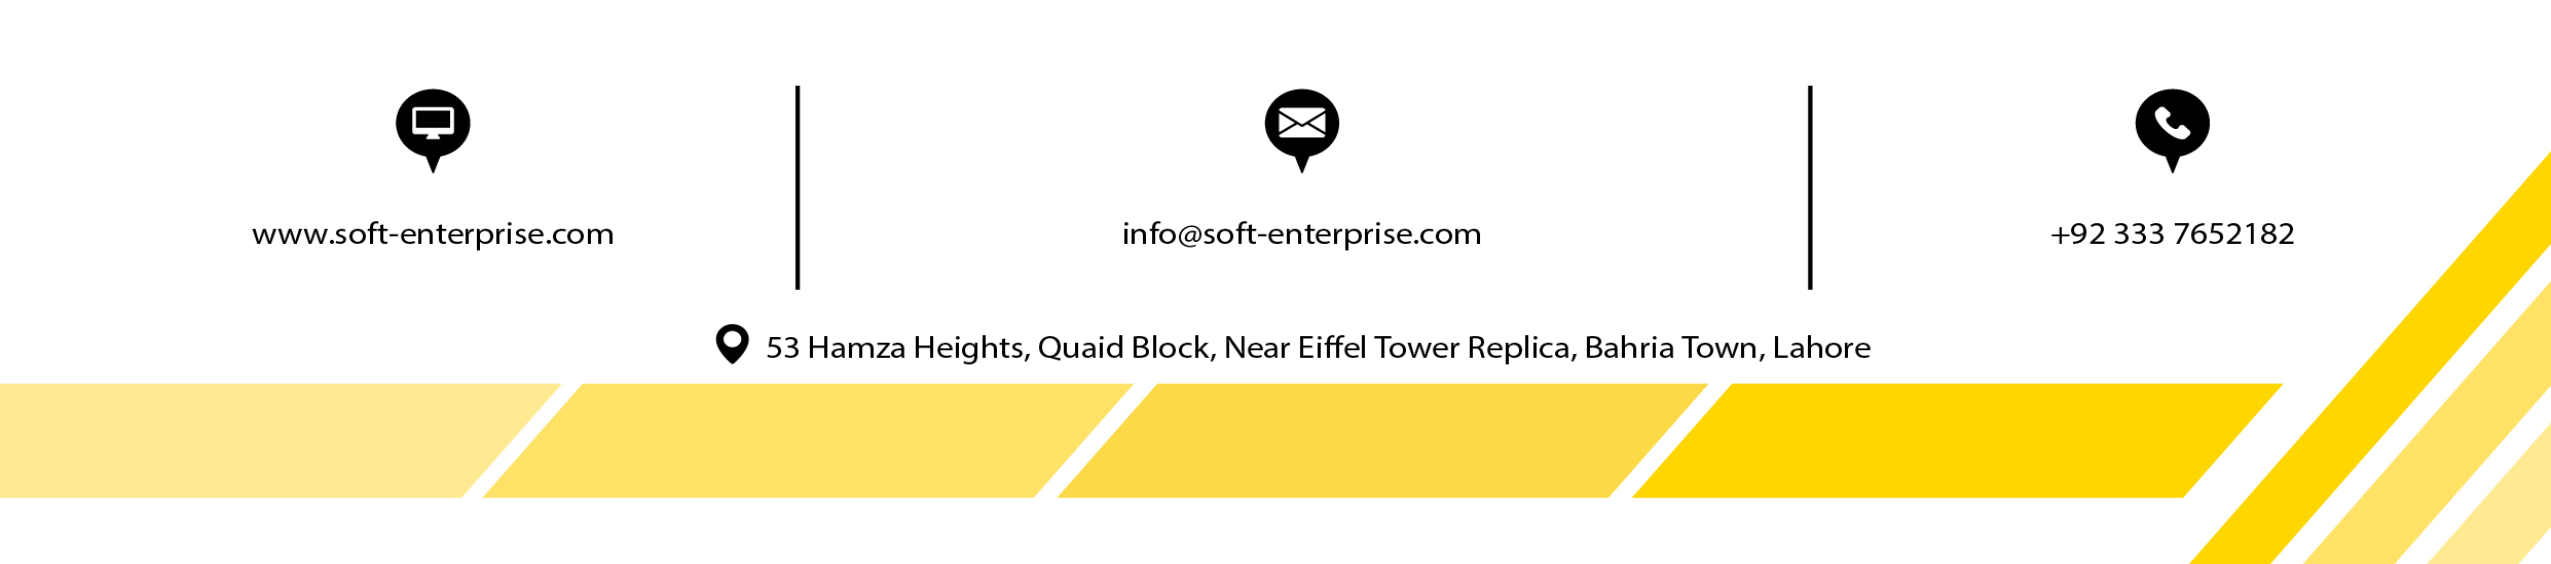 www.soft-enterprise.com
info@soft-enterprise.com
+92 333 7652182
53 Hamza Heights, Quaid Block, Near Eiffel Tower Replica, Bahria Town, Lahore